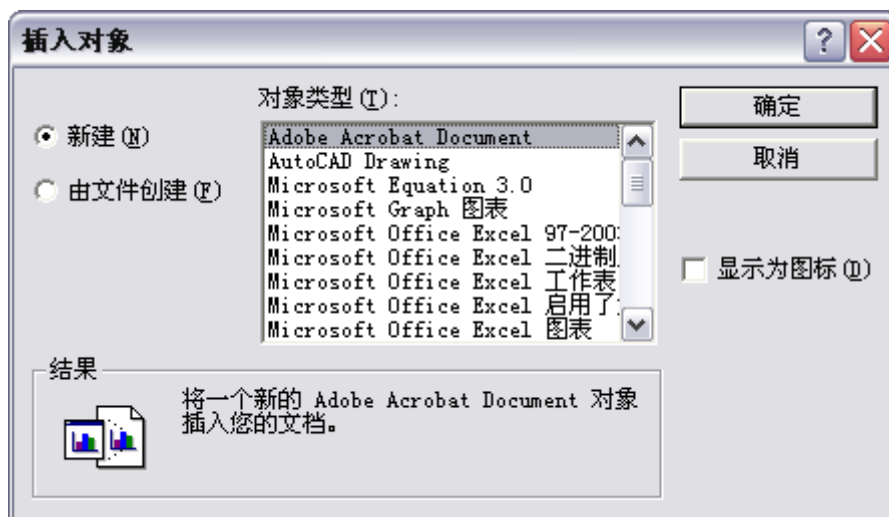 插入对象
对象类型(T):
新建(N)
由文件创建(F)
Adobe Acrobat Document
AutoCAD Drawing
Microsoft Equation 3.0
Microsoft Graph 图表
Microsoft Office Excel 97-200
Microsoft Office Excel 二进制
Microsoft Office Excel 工作表
Microsoft Office Excel 启用了
Microsoft Office Excel 图表
确定
取消
显示为图标(D)
结果
将一个新的 Adobe Acrobat Document 对象
插入您的文档。